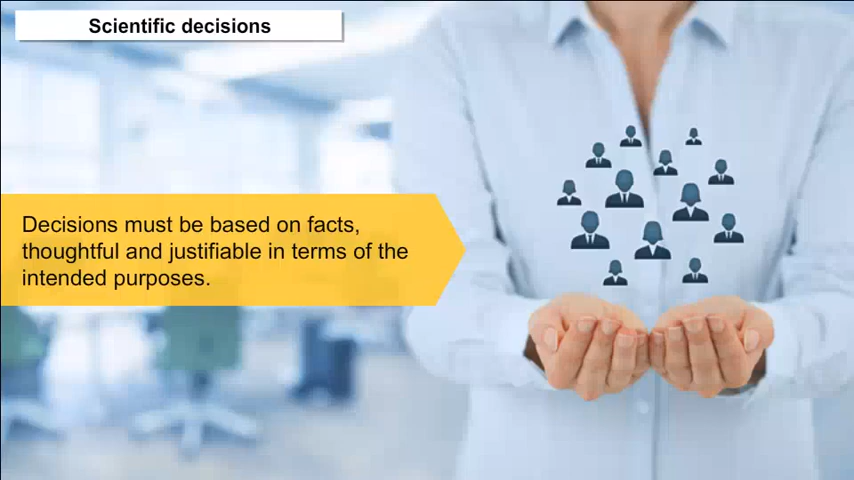 Scientific decisions
Decisions must be based on facts,
thoughtful and justifiable in terms of the
intended purposes.